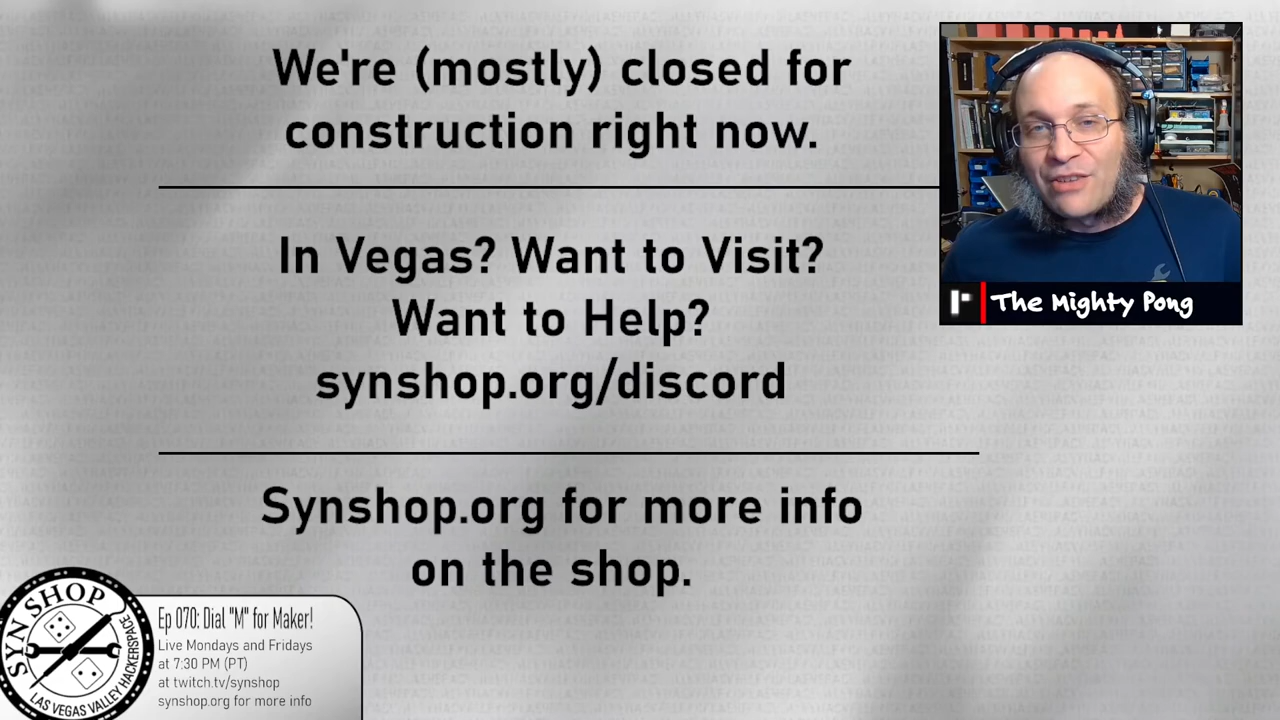 We're (mostly) closed for
construction right now.
In Vegas? Want to Visit?
Want to Help?
synshop.org/discord
Synshop.org for more info
on the shop.
The Mighty Pong
SYN SHOP
LAS VEGAS VALLEY HACKERSPACE
Ep 070: Dial "M" for Maker!
Live Mondays and Fridays
at 7:30 PM (PT)
at twitch.tv/synshop
synshop.org for more info